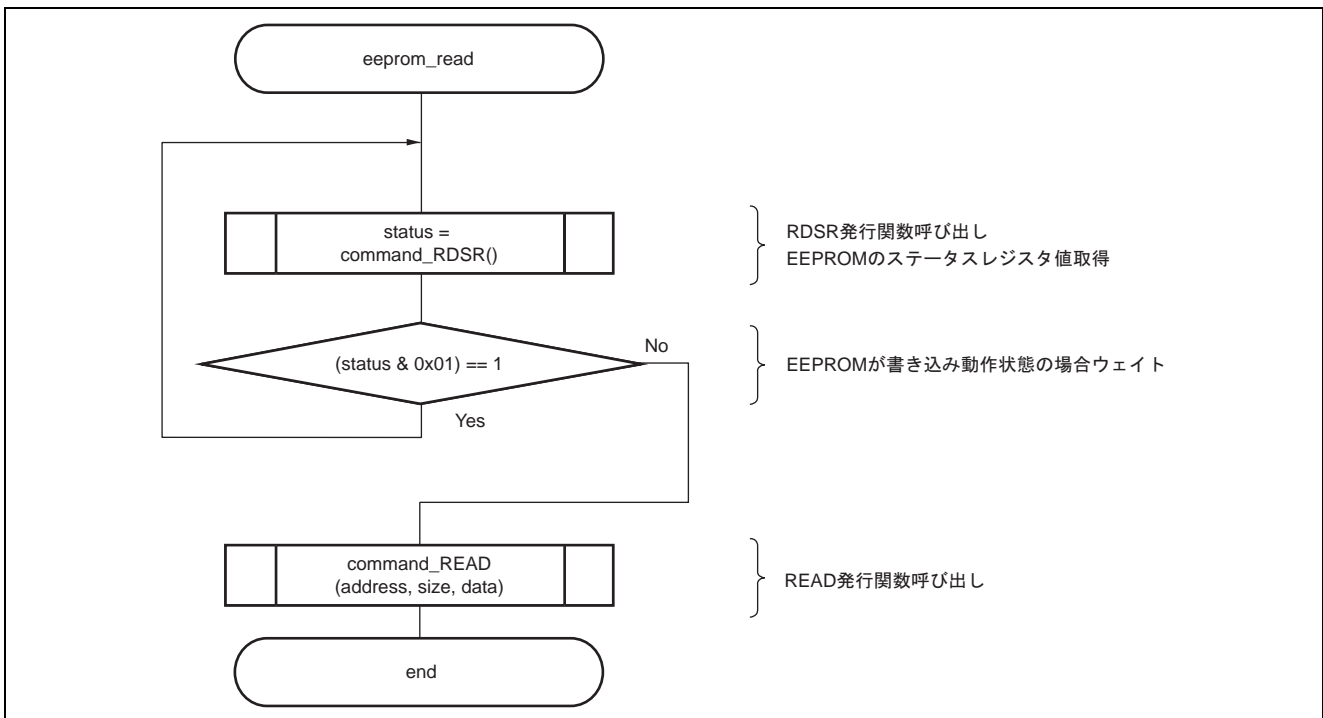 eeprom_read
status =
command_RDSR()
RDSR発行関数呼び出し
EEPROMのステータスレジスタ値取得
(status & 0x01) == 1
No
EEPROMが書き込み動作状態の場合ウェイト
Yes
command_READ
(address, size, data)
READ発行関数呼び出し
end